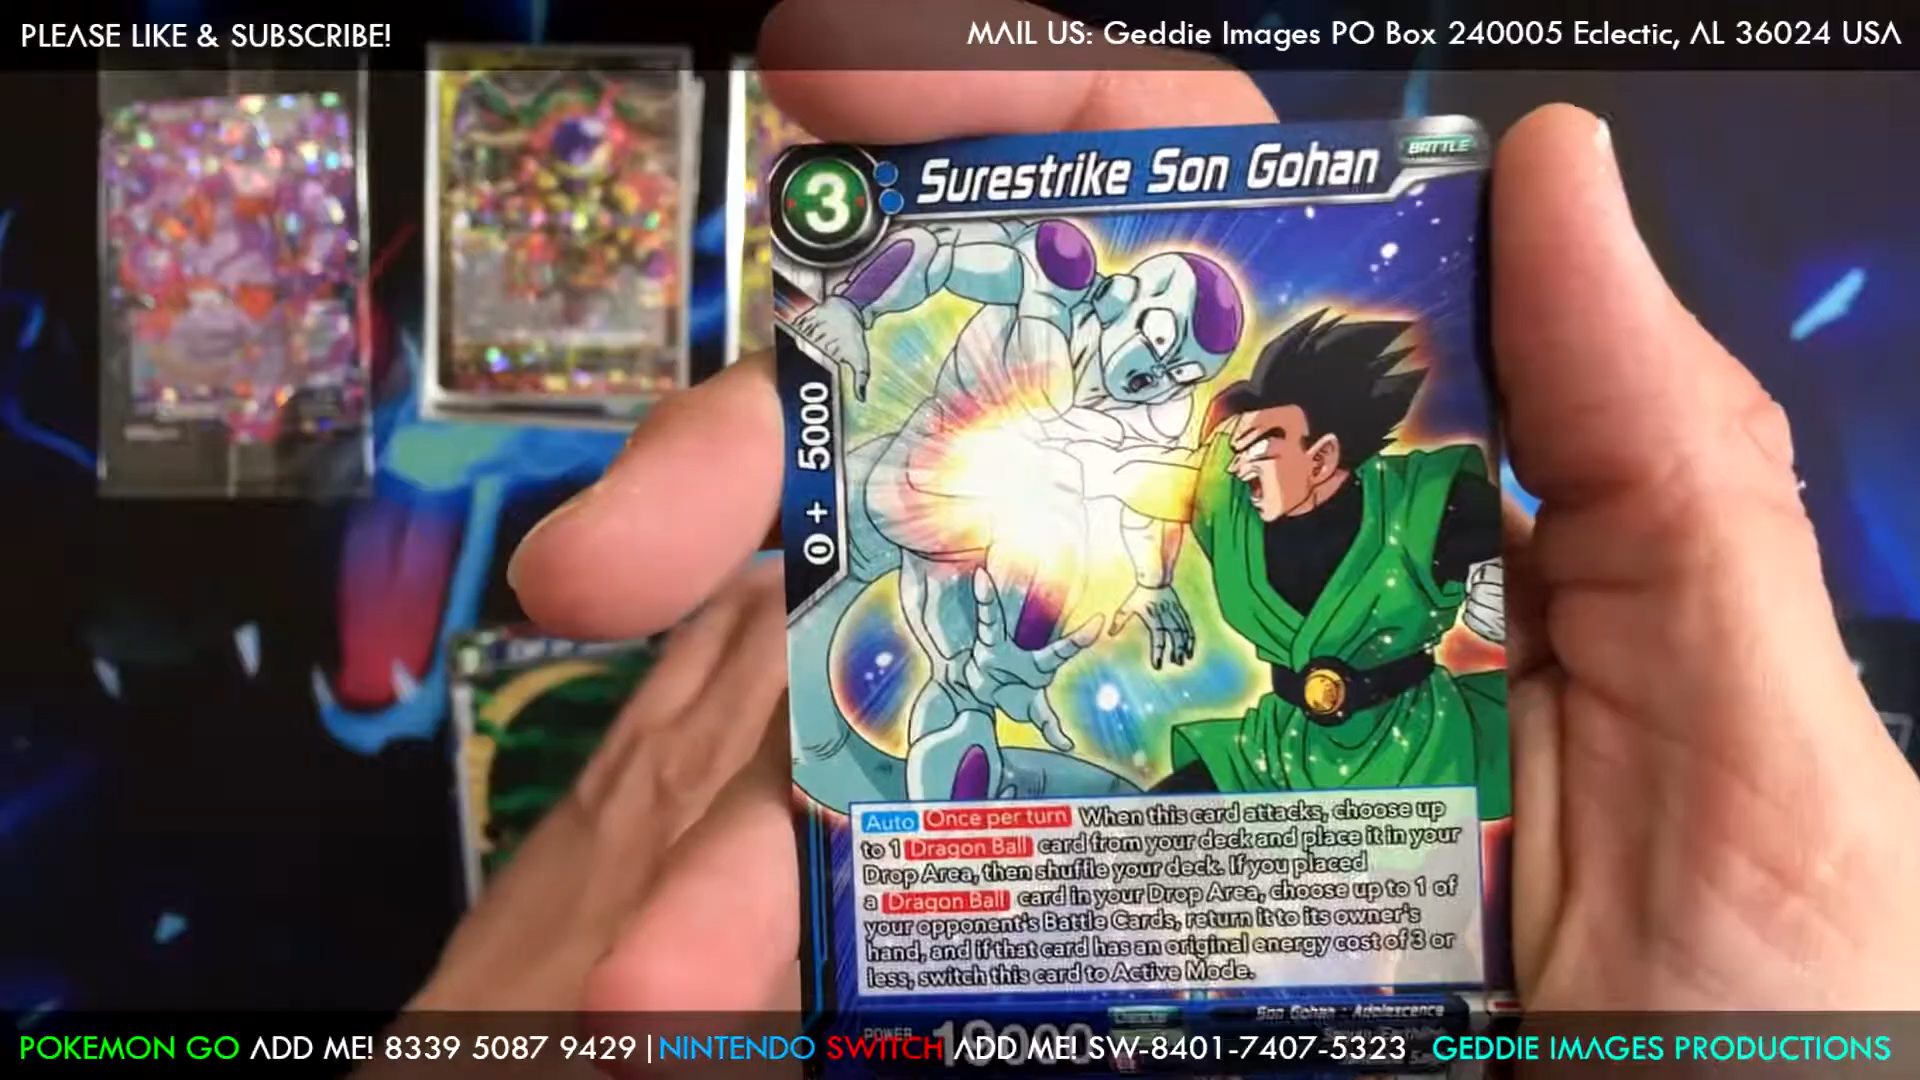 PLEASE LIKE & SUBSCRIBE!
MAIL US: Geddie Images PO Box 240005 Eclectic, AL 36024 USA
3
Surestrike Son Gohan
BATTLE
0 + 5000
Auto Once per turn When this card attacks, choose up
to 1 Dragon Ball card from your deck and place it in your
Drop Area, then shuffle your deck. If you placed
a Dragon Ball card in your Drop Area, choose up to 1 of
your opponent's Battle Cards, return it to its owner's
hand, and if that card has an original energy cost of 3 or
less, switch this card to Active Mode.
Son Gohan : Adolescence
POWER
POKEMON GO ADD ME! 8339 5087 9429 | NINTENDO SWITCH ADD ME! SW-8401-7407-5323 GEDDIE IMAGES PRODUCTIONS